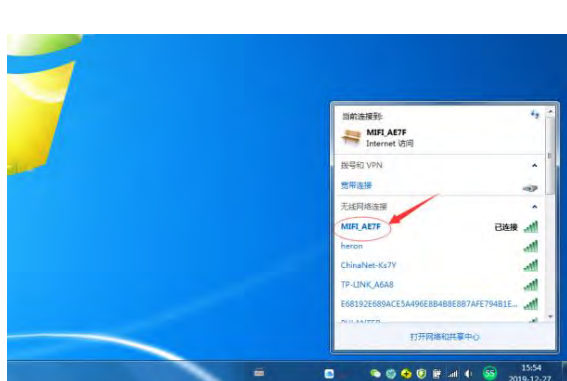 当前连接到:
MIFI_AE7F
Internet 访问
拨号和 VPN
宽带连接
无线网络连接
MIFI_AE7F 已连接
heron
ChinaNet-Ks7Y
TP-LINK_A6A8
E68192E689ACE5A496E8B4B8E8B7AFE794B1E...
打开网络和共享中心
55
15:54
2019-12-27